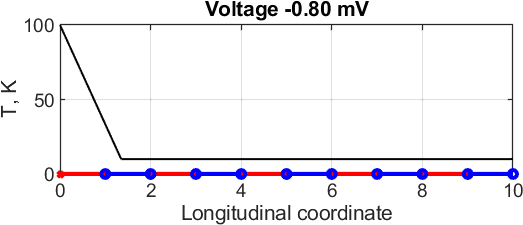 Voltage -0.80 mV
100
50
0
T, K
0 2 4 6 8 10
Longitudinal coordinate